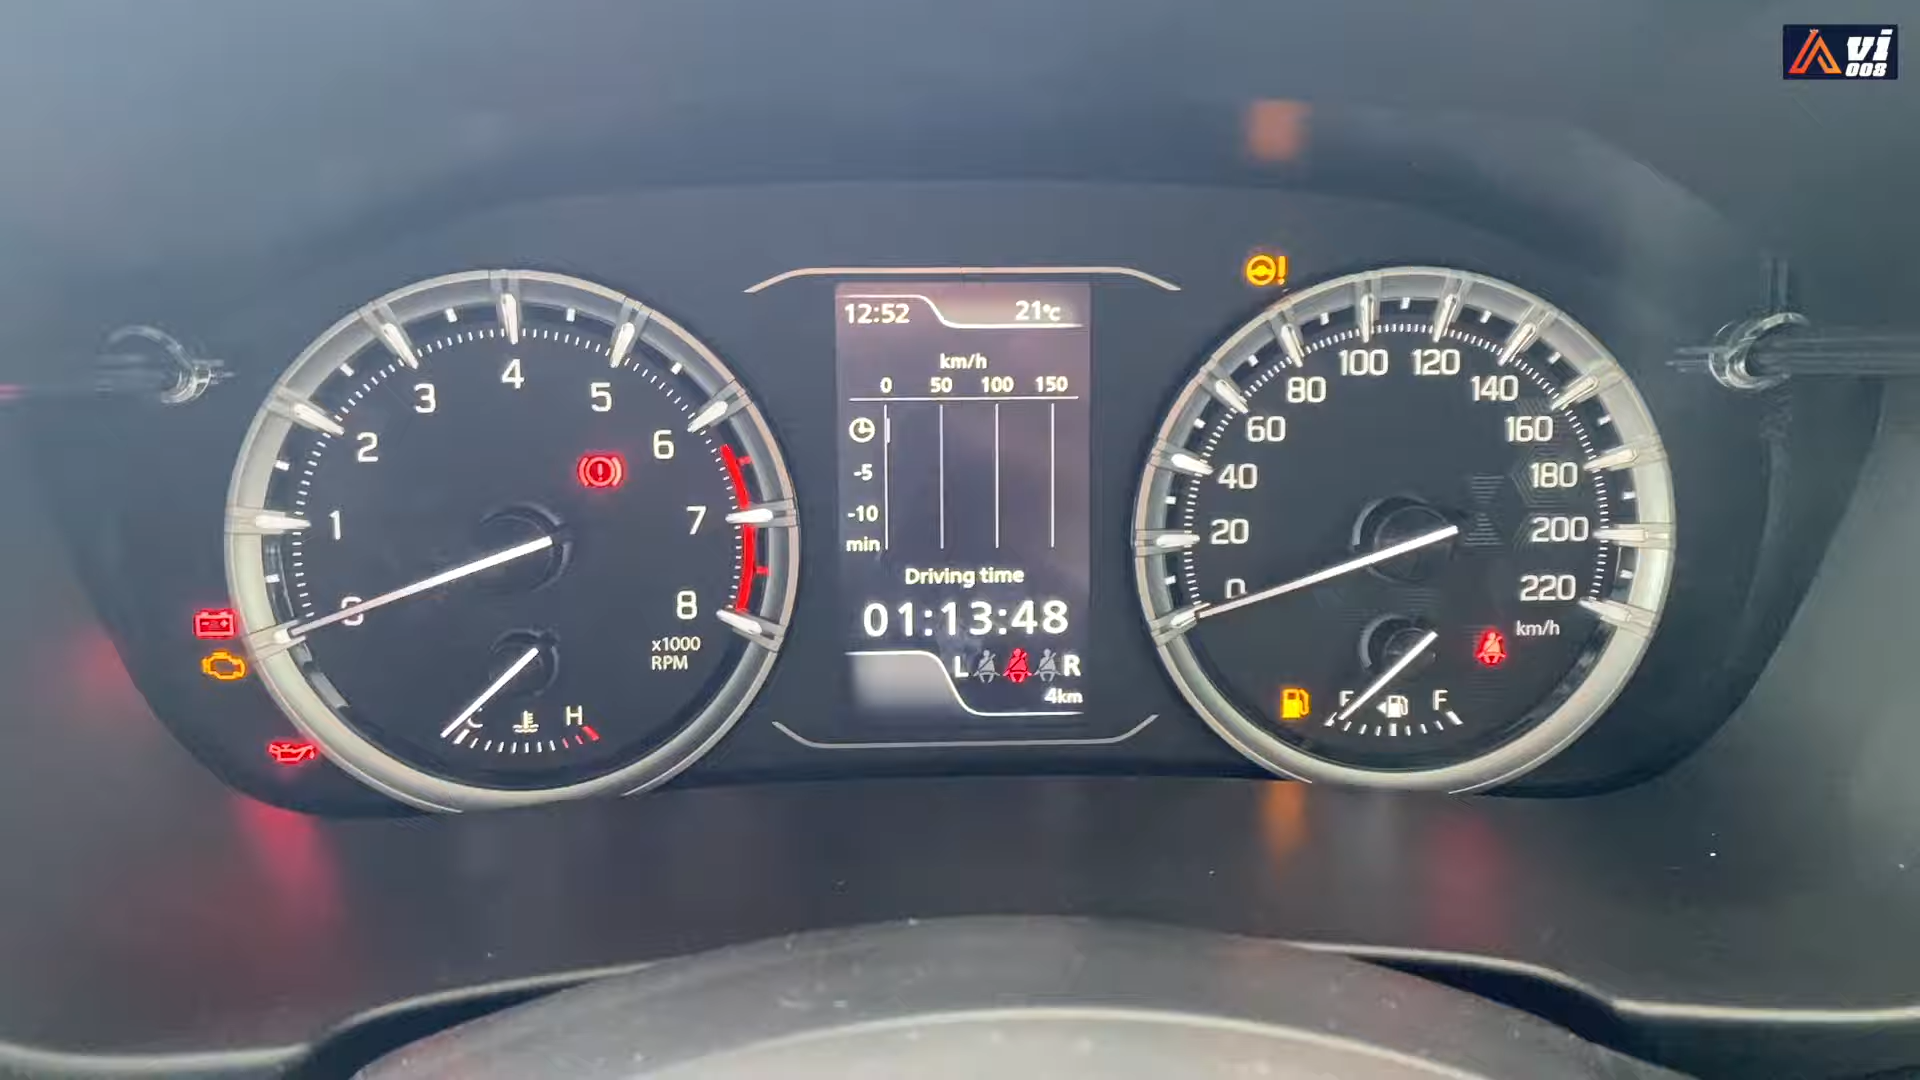 Avi
008
12:52
21°C
km/h
0 50 100 150
-5
-10
min
Driving time
01:13:48
L R
4km
0 1 2 3 4 5 6 7 8
x1000
RPM
C H
0 20 40 60 80 100 120 140 160 180 200 220
km/h
F